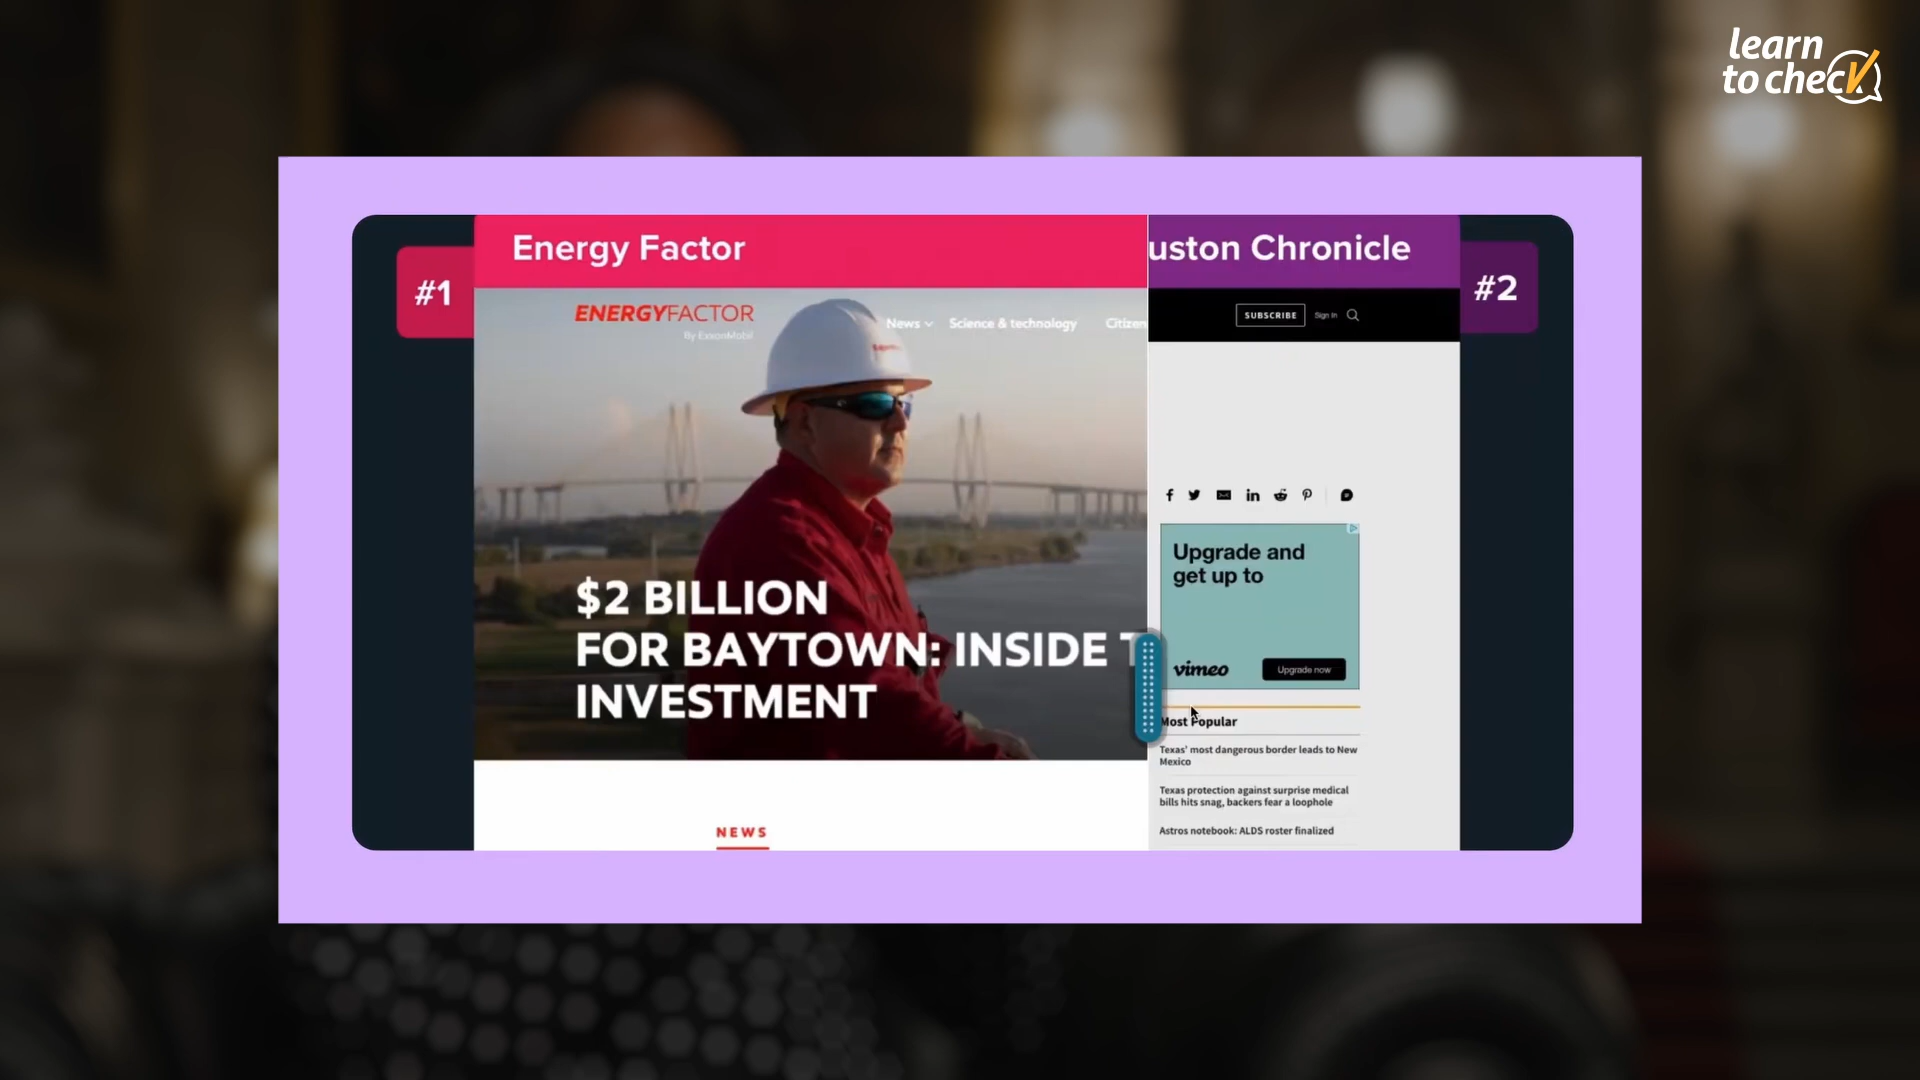 learn
to check
Energy Factor
uston Chronicle
#1
#2
ENERGYFACTOR
By ExxonMobil
News
Science & technology
Citizen
SUBSCRIBE
Sign In
$2 BILLION
FOR BAYTOWN: INSIDE T
INVESTMENT
Upgrade and
get up to
vimeo
Upgrade now
Most Popular
Texas' most dangerous border leads to New
Mexico
Texas protection against surprise medical
bills hits snag, backers fear a loophole
Astros notebook: ALDS roster finalized
NEWS